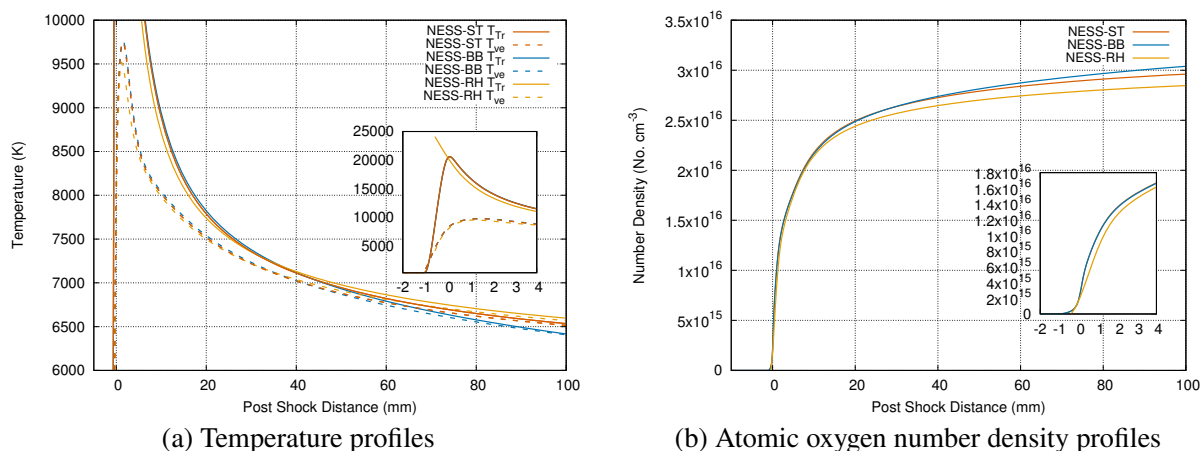 10000
9500
9000
8500
8000
7500
7000
6500
6000
Temperature (K)
0 20 40 60 80 100
Post Shock Distance (mm)
NESS-ST T_Tr
NESS-ST T_ve
NESS-BB T_Tr
NESS-BB T_ve
NESS-RH T_Tr
NESS-RH T_ve
25000
20000
15000
10000
5000
-2 -1 0 1 2 3 4
(a) Temperature profiles
3.5x10^16
3x10^16
2.5x10^16
2x10^16
1.5x10^16
1x10^16
5x10^15
0
Number Density (No. cm^-3)
0 20 40 60 80 100
Post Shock Distance (mm)
NESS-ST
NESS-BB
NESS-RH
1.8x10^16
1.6x10^16
1.4x10^16
1.2x10^16
1x10^16
8x10^15
6x10^15
4x10^15
2x10^15
0
-2 -1 0 1 2 3 4
(b) Atomic oxygen number density profiles